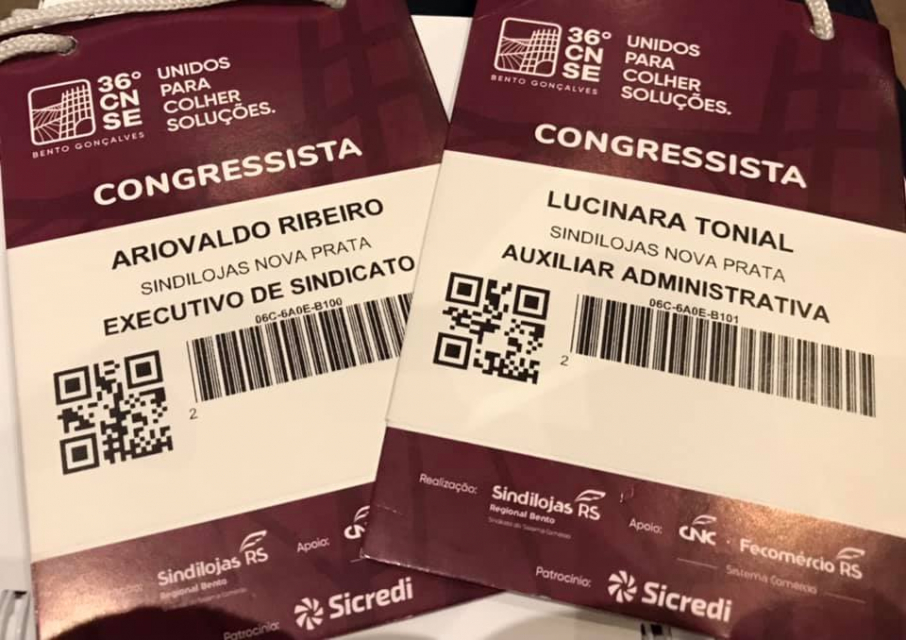 36º
CN
SE
BENTO GONÇALVES
UNIDOS
PARA
COLHER
SOLUÇÕES.
CONGRESSISTA
ARIOVALDO RIBEIRO
SINDILOJAS NOVA PRATA
EXECUTIVO DE SINDICATO
06C-6A0E-B100
2
Sindilojas RS
Regional Bento
Apoio:
Patrocínio:
Sicredi
36º
CN
SE
BENTO GONÇALVES
UNIDOS
PARA
COLHER
SOLUÇÕES.
CONGRESSISTA
LUCINARA TONIAL
SINDILOJAS NOVA PRATA
AUXILIAR ADMINISTRATIVA
06C-6A0E-B101
2
Realização:
Sindilojas RS
Regional Bento
Apoio:
CNC
Fecomércio RS
Sistema Comércio
Patrocínio:
Sicredi